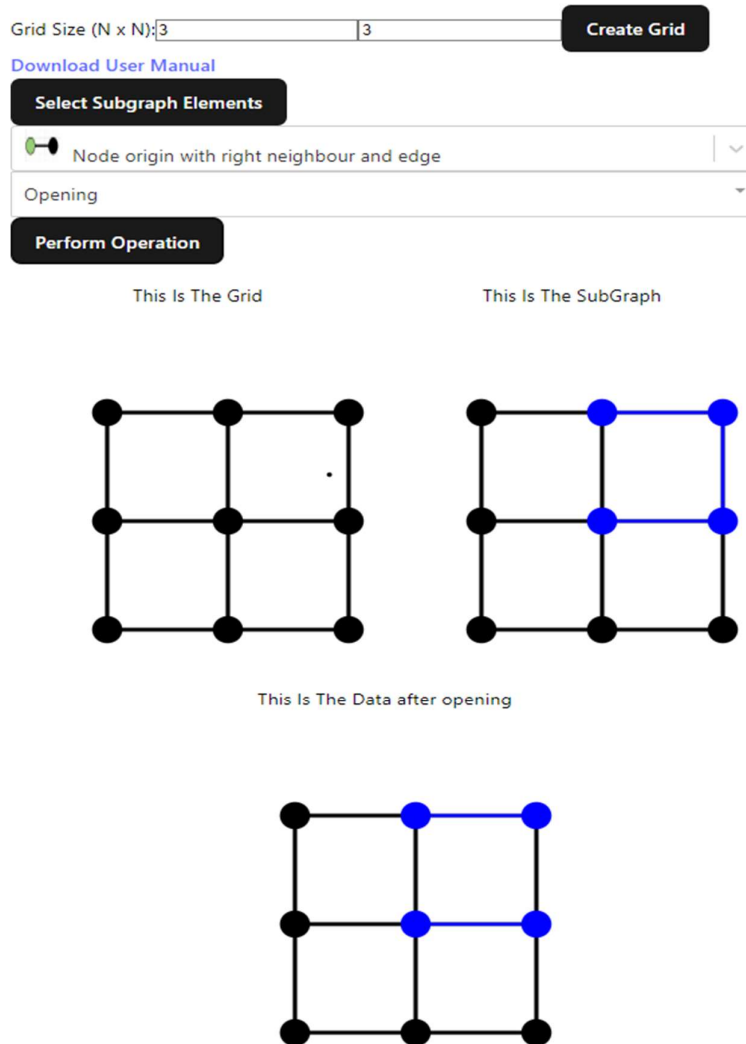 Grid Size (N x N): 3 3 Create Grid
Download User Manual
Select Subgraph Elements
Node origin with right neighbour and edge
Opening
Perform Operation
This Is The Grid This Is The SubGraph
This Is The Data after opening